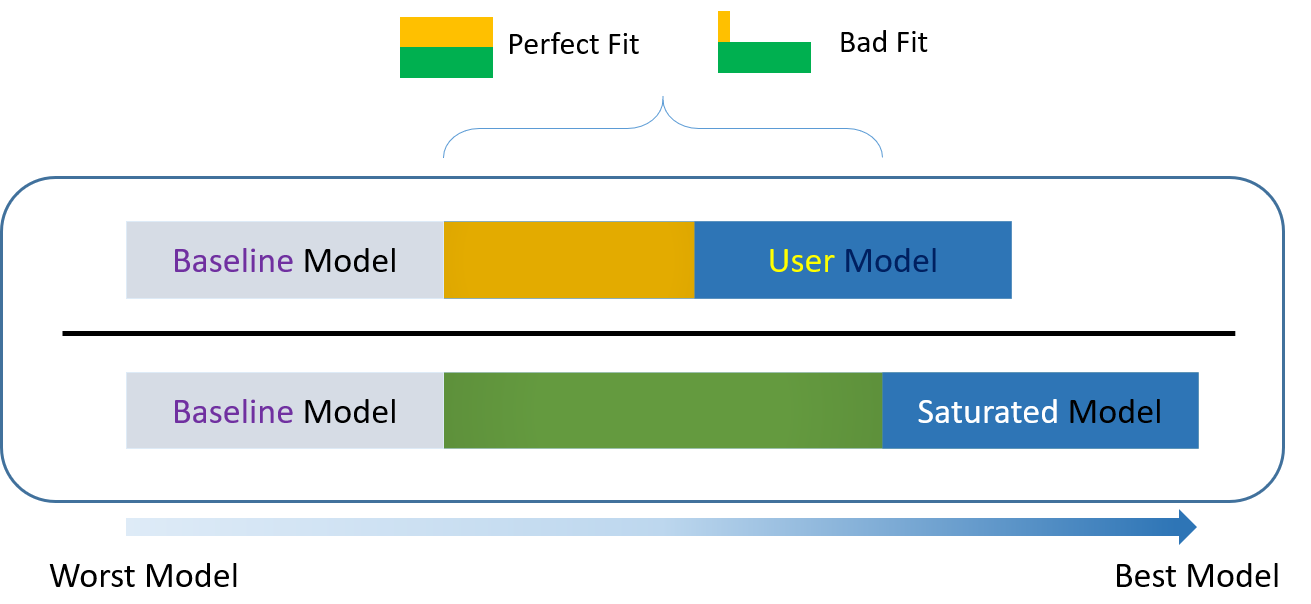 Perfect Fit
Bad Fit
Baseline Model
User Model
Baseline Model
Saturated Model
Worst Model
Best Model